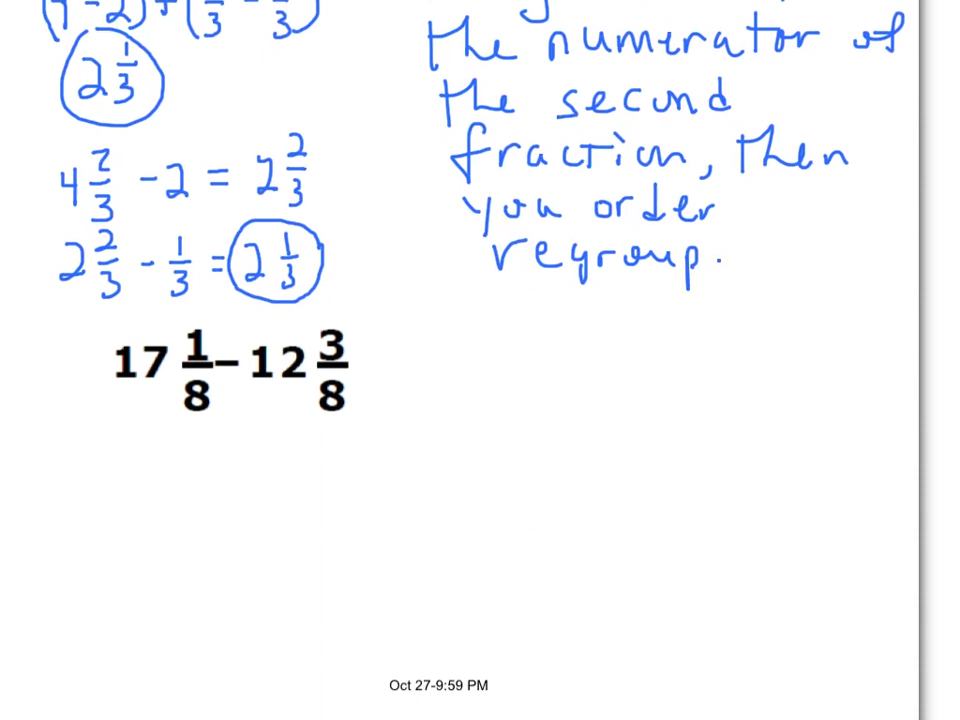 2 1/3
4 2/3 - 2 = 2 2/3
2 2/3 - 1/3 = 2 1/3
the numerator of
the second
fraction, then
you order
regroup.
17 1/8 - 12 3/8
Oct 27-9:59 PM